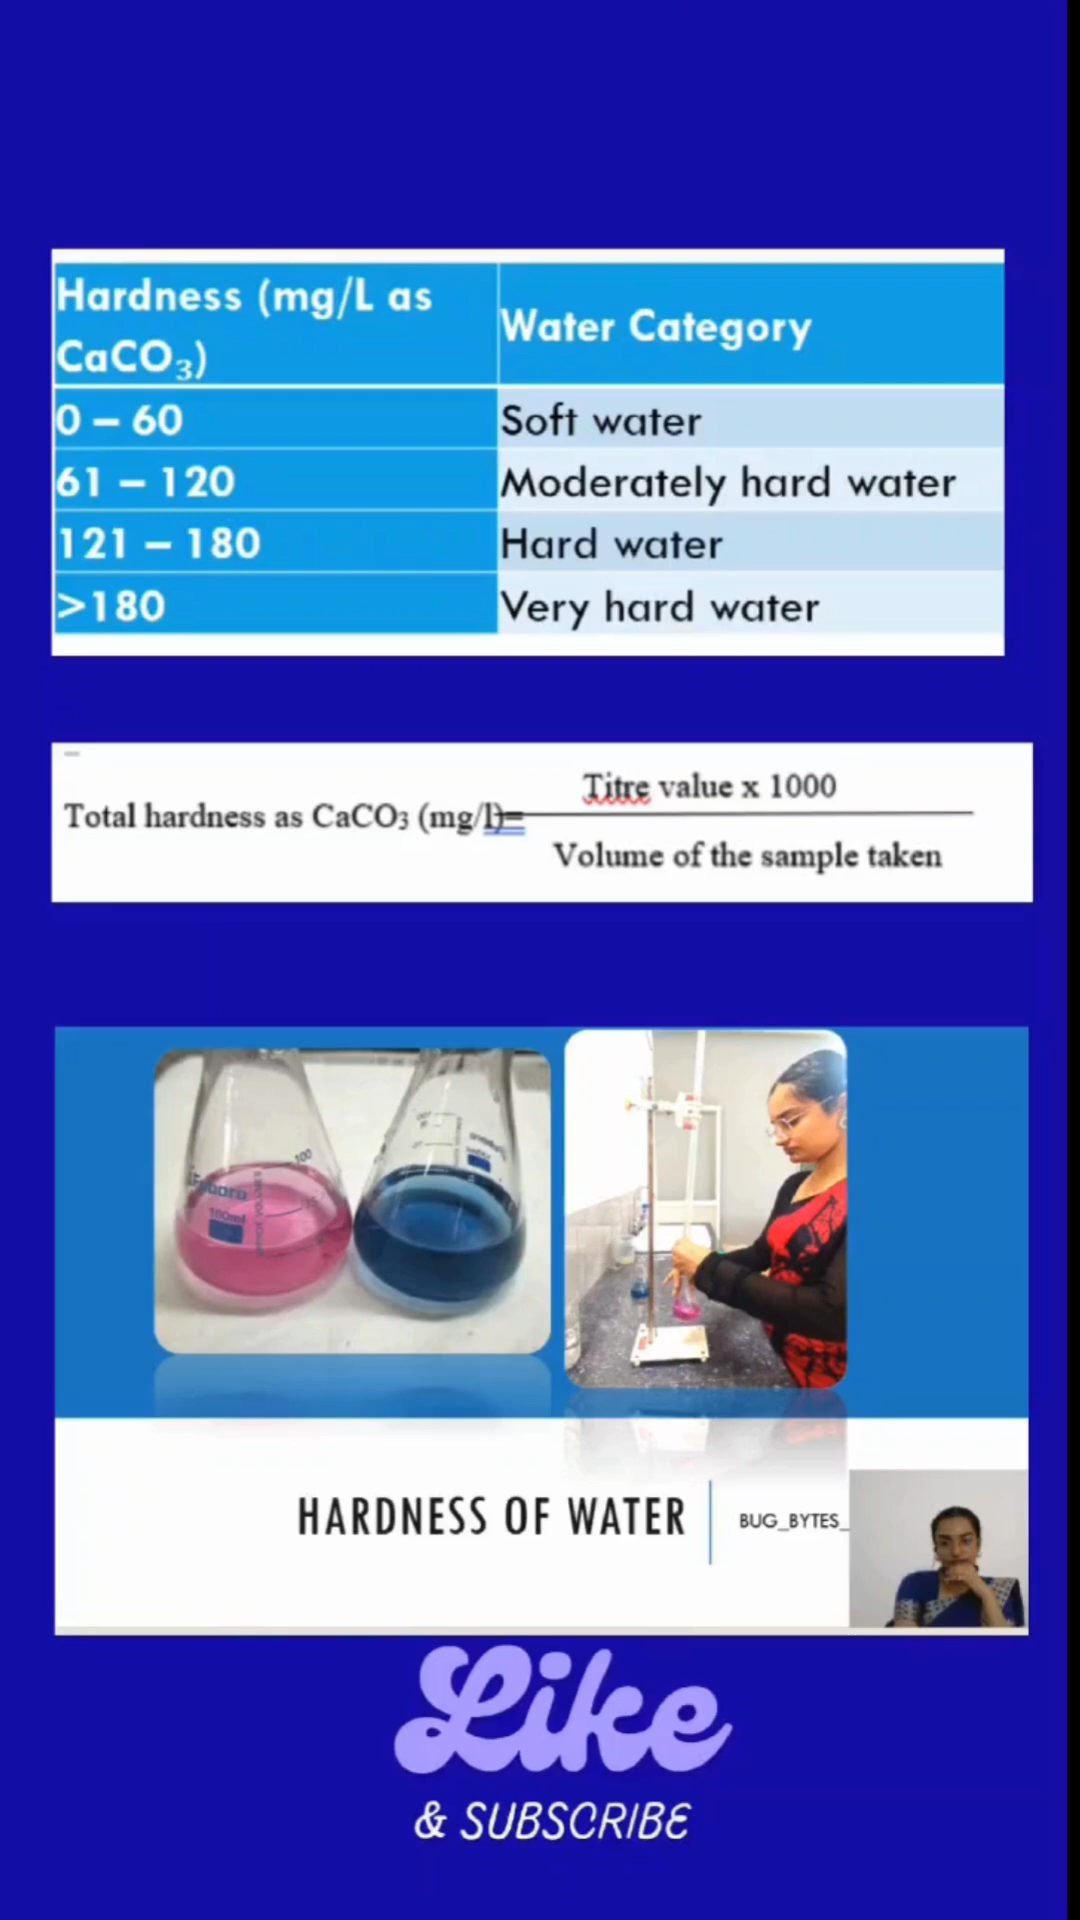 Hardness (mg/L as
CaCO₃)
Water Category
0 – 60
Soft water
61 – 120
Moderately hard water
121 – 180
Hard water
>180
Very hard water
Titre value x 1000
Total hardness as CaCO₃ (mg/l)=
Volume of the sample taken
100
100ml
HARDNESS OF WATER
BUG_BYTES_
Like
& SUBSCRIBE